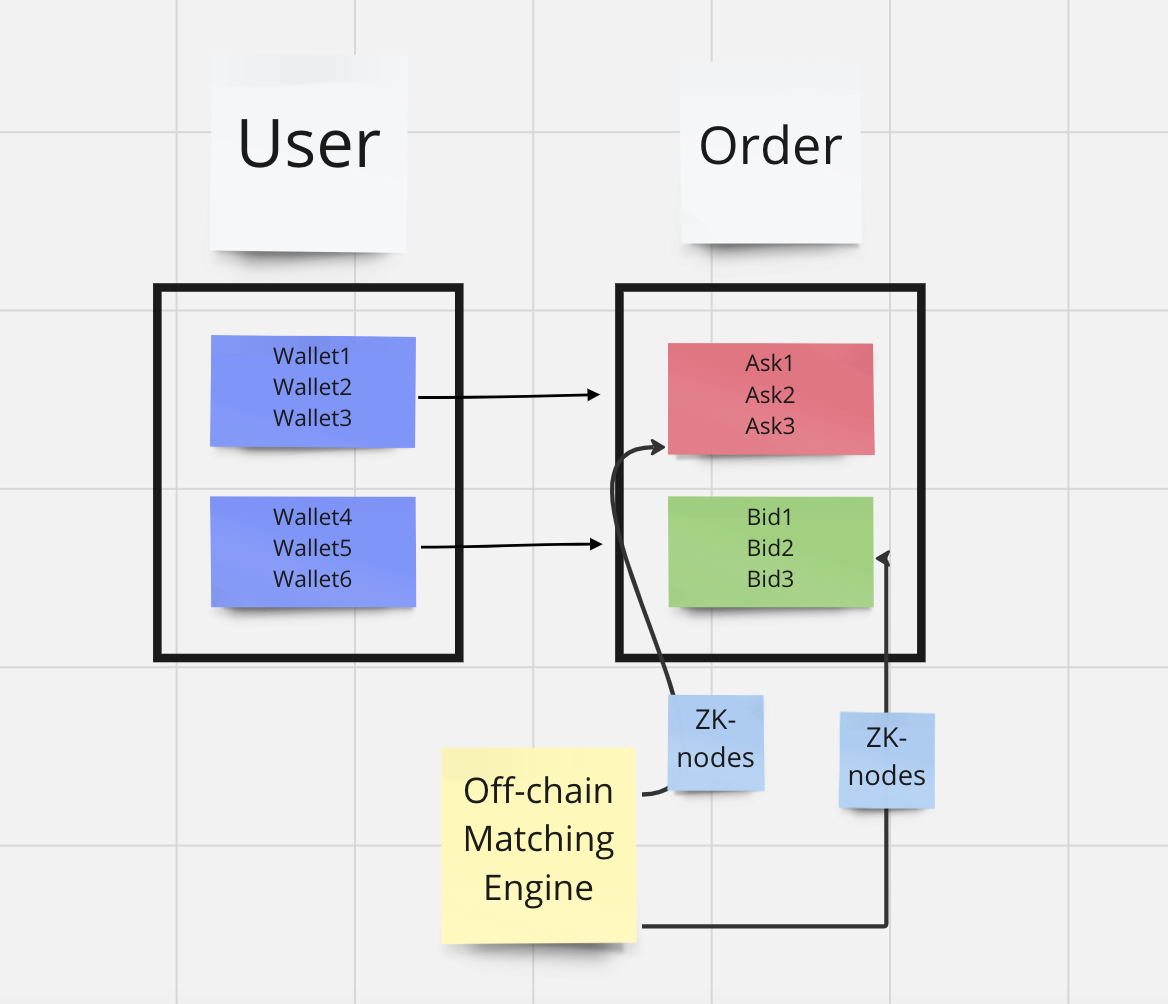 User
Order
Wallet1
Wallet2
Wallet3
Wallet4
Wallet5
Wallet6
Ask1
Ask2
Ask3
Bid1
Bid2
Bid3
ZK-
nodes
ZK-
nodes
Off-chain
Matching
Engine